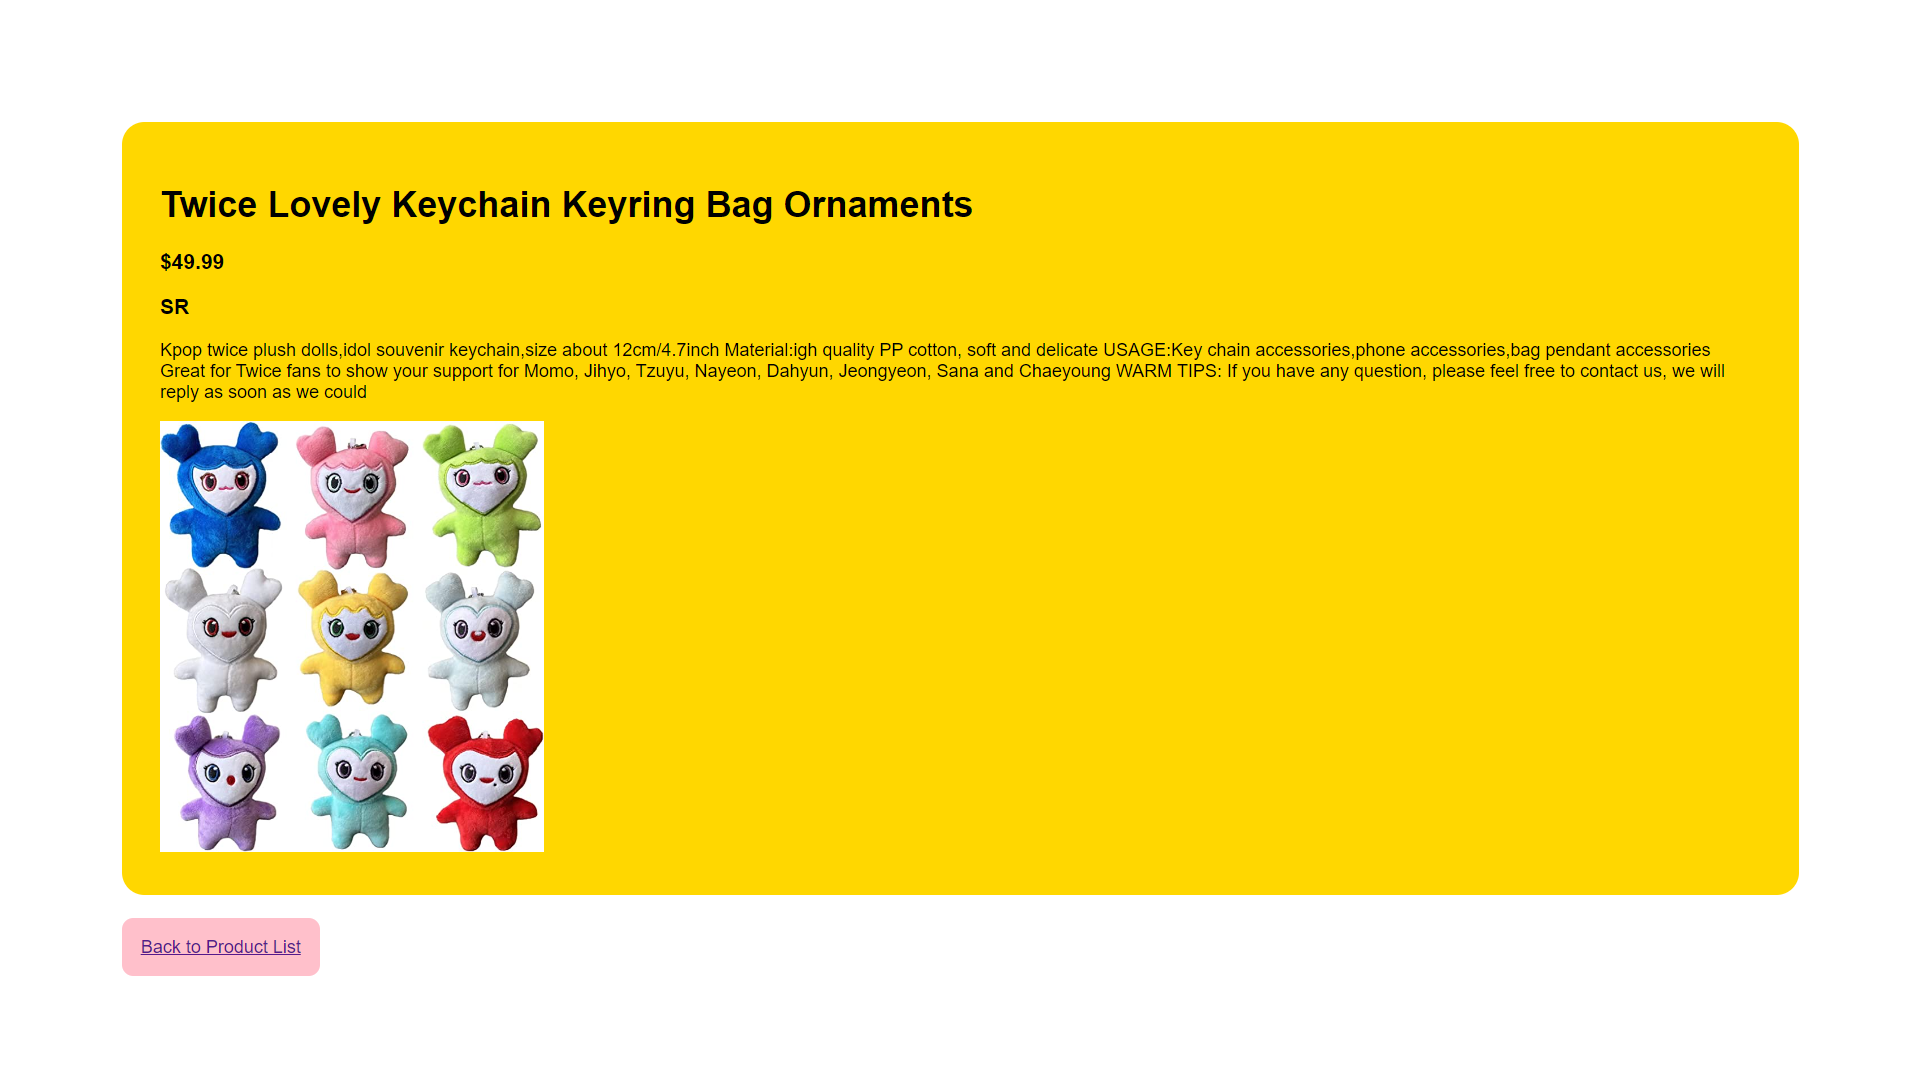 Twice Lovely Keychain Keyring Bag Ornaments
$49.99
SR
Kpop twice plush dolls,idol souvenir keychain,size about 12cm/4.7inch Material:igh quality PP cotton, soft and delicate USAGE:Key chain accessories,phone accessories,bag pendant accessories
Great for Twice fans to show your support for Momo, Jihyo, Tzuyu, Nayeon, Dahyun, Jeongyeon, Sana and Chaeyoung WARM TIPS: If you have any question, please feel free to contact us, we will
reply as soon as we could
Back to Product List